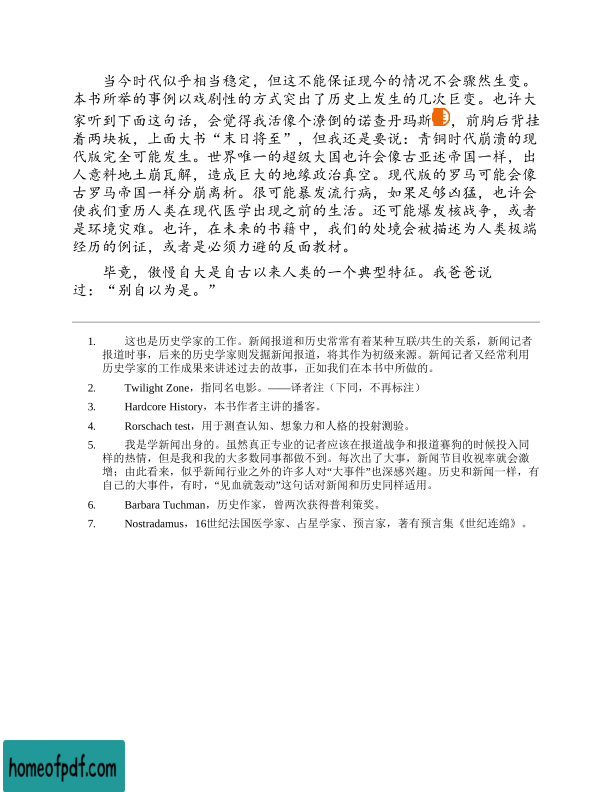 当今时代似乎相当稳定，但这不能保证现今的情况不会骤然生变。
本书所举的事例以戏剧性的方式突出了历史上发生的几次巨变。也许大
家听到下面这句话，会觉得我活像个潦倒的诺查丹玛斯，前胸后背挂
着两块板，上面大书“末日将至”，但我还是要说：青铜时代崩溃的现
代版完全可能发生。世界唯一的超级大国也许会像古亚述帝国一样，出
人意料地土崩瓦解，造成巨大的地缘政治真空。现代版的罗马可能会像
古罗马帝国一样分崩离析。很可能暴发流行病，如果足够凶猛，也许会
使我们重历人类在现代医学出现之前的生活。还可能爆发核战争，或者
是环境灾难。也许，在未来的书籍中，我们的处境会被描述为人类极端
经历的例证，或者是必须力避的反面教材。
毕竟，傲慢自大是自古以来人类的一个典型特征。我爸爸说
过：“别自以为是。”
1. 这也是历史学家的工作。新闻报道和历史常常有着某种互联/共生的关系，新闻记者
报道时事，后来的历史学家则发掘新闻报道，将其作为初级来源。新闻记者又经常利用
历史学家的工作成果来讲述过去的故事，正如我们在本书中所做的。
2. Twilight Zone，指同名电影。——译者注（下同，不再标注）
3. Hardcore History，本书作者主讲的播客。
4. Rorschach test，用于测查认知、想象力和人格的投射测验。
5. 我是学新闻出身的。虽然真正专业的记者应该在报道战争和报道赛狗的时候投入同
样的热情，但是我和我的大多数同事都做不到。每次出了大事，新闻节目收视率就会激
增；由此看来，似乎新闻行业之外的许多人对“大事件”也深感兴趣。历史和新闻一样，有
自己的大事件，有时，“见血就轰动”这句话对新闻和历史同样适用。
6. Barbara Tuchman，历史作家，曾两次获得普利策奖。
7. Nostradamus，16世纪法国医学家、占星学家、预言家，著有预言集《世纪连绵》。
homeofpdf.com